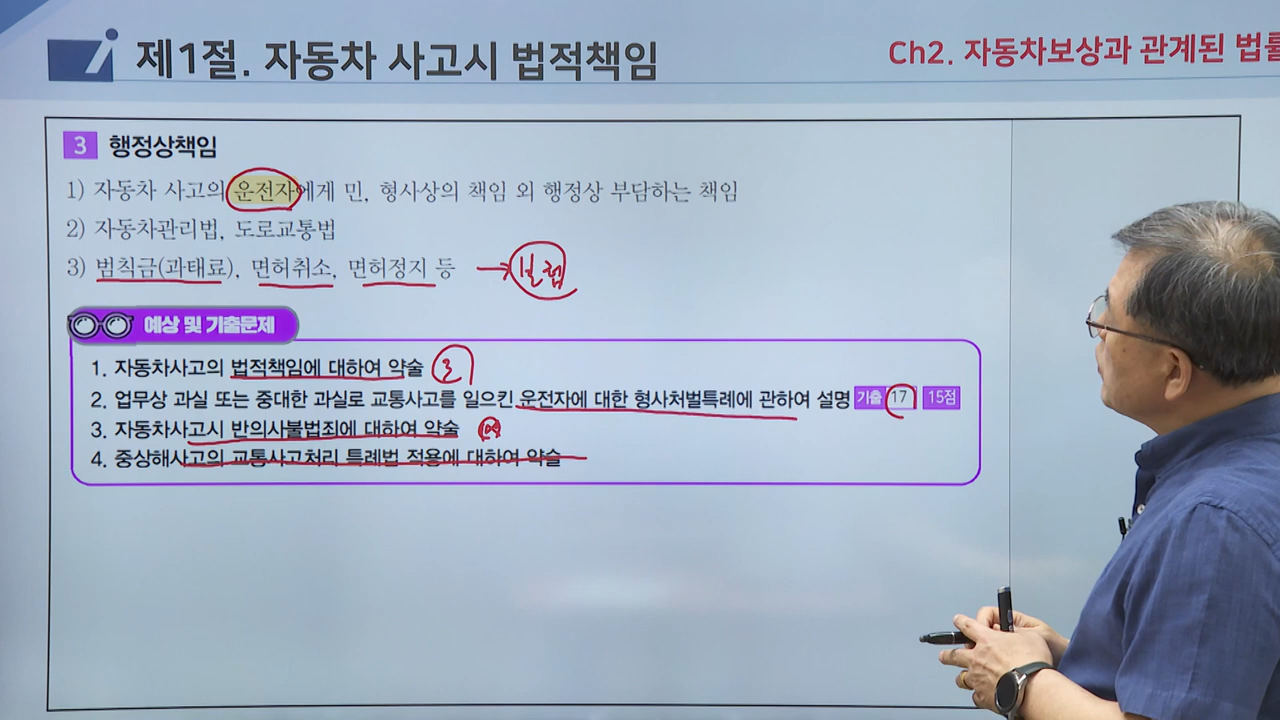 제1절. 자동차 사고시 법적책임
Ch2. 자동차보상과 관계된 법률
3 행정상책임
1) 자동차 사고의 운전자에게 민, 형사상의 책임 외 행정상 부담하는 책임
2) 자동차관리법, 도로교통법
3) 범칙금(과태료), 면허취소, 면허정지 등 →
예상 및 기출문제
1. 자동차사고의 법적책임에 대하여 약술
2. 업무상 과실 또는 중대한 과실로 교통사고를 일으킨 운전자에 대한 형사처벌특례에 관하여 설명 기출 17 15점
3. 자동차사고시 반의사불법죄에 대하여 약술
4. 중상해사고의 교통사고처리 특례법 적용에 대하여 약술